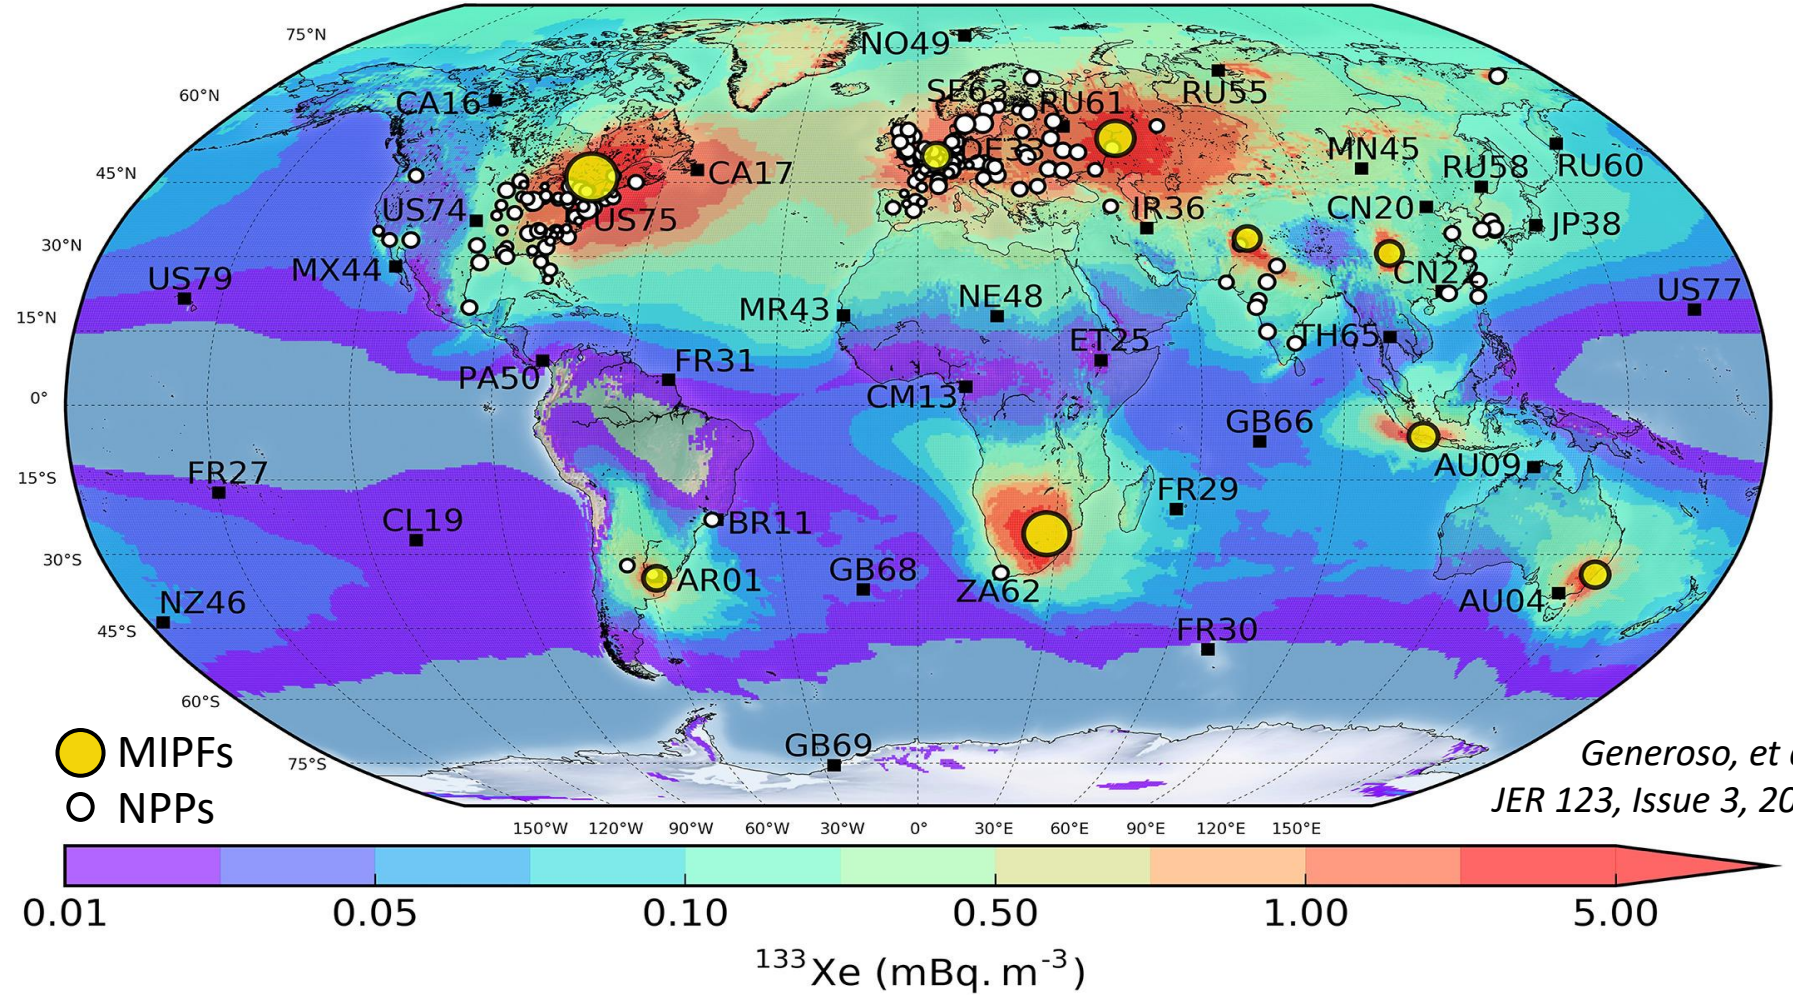 75°N
NO49
60°N
CA16
SE63
RU61
RU55
45°N
CA17
DE33
MN45
RU58
RU60
US74
US75
IR36
CN20
JP38
30°N
MX44
CN22
US79
MR43
NE48
US77
15°N
ET25
TH65
PA50
FR31
CM13
0°
GB66
AU09
15°S
FR27
FR29
CL19
BR11
30°S
GB68
AR01
ZA62
AU04
NZ46
45°S
FR30
60°S
MIPFs
GB69
75°S
Generoso, et
NPPs
JER 123, Issue 3, 20
150°W 120°W 90°W 60°W 30°W 0° 30°E 60°E 90°E 120°E 150°E
0.01 0.05 0.10 0.50 1.00 5.00
¹³³Xe (mBq.m⁻³)